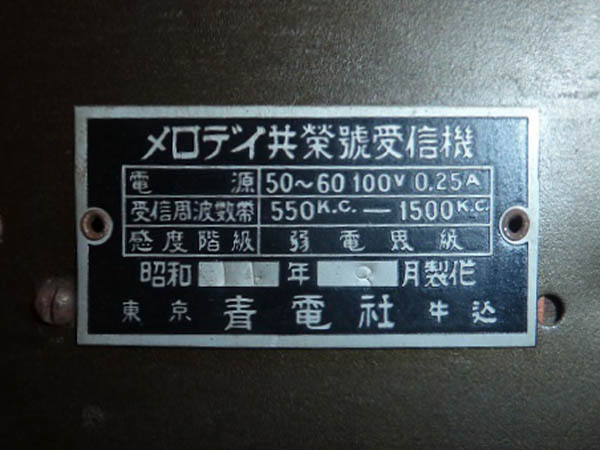 メロデイ共榮號受信機
電源 50～60 100V 0.25A
受信周波数帯 550K.C.—1500K.C.
感度階級 弱電界級
昭和 年 月製作
東京 青電社 牛込